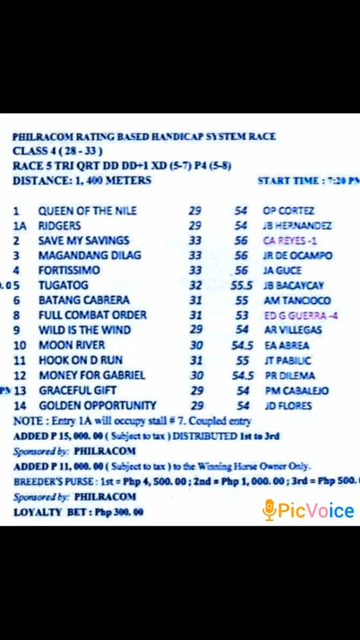 PHILRACOM RATING BASED HANDICAP SYSTEM RACE
CLASS 4 ( 28 - 33 )
RACE 5 TRI QRT DD DD+1 XD (5-7) P4 (5-8)
DISTANCE: 1, 400 METERS START TIME : 7:20 PM
1 QUEEN OF THE NILE 29 54 OP CORTEZ
1A RIDGERS 29 54 JB HERNANDEZ
2 SAVE MY SAVINGS 33 56 CA REYES -1
3 MAGANDANG DILAG 33 56 JR DE OCAMPO
4 FORTISSIMO 33 56 JA GUCE
5 TUGATOG 32 55.5 JB BACAYCAY
6 BATANG CABRERA 31 55 AM TANCIOCO
8 FULL COMBAT ORDER 31 53 ED G GUERRA -4
9 WILD IS THE WIND 29 54 AR VILLEGAS
10 MOON RIVER 30 54.5 EA ABREA
11 HOOK ON D RUN 31 55 JT PABILIC
12 MONEY FOR GABRIEL 30 54.5 PR DILEMA
PM 13 GRACEFUL GIFT 29 54 PM CABALEJO
14 GOLDEN OPPORTUNITY 29 54 JD FLORES
NOTE : Entry 1A will occupy stall # 7. Coupled entry
ADDED P 15, 000. 00 ( Subject to tax ) DISTRIBUTED 1st to 3rd
Sponsored by: PHILRACOM
ADDED P 11, 000. 00 ( Subject to tax ) to the Winning Horse Owner Only.
BREEDER'S PURSE : 1st = Php 4, 500. 00 ; 2nd = Php 1, 000. 00 ; 3rd = Php 500.
Sponsored by: PHILRACOM
LOYALTY BET : Php 300. 00
PicVoice